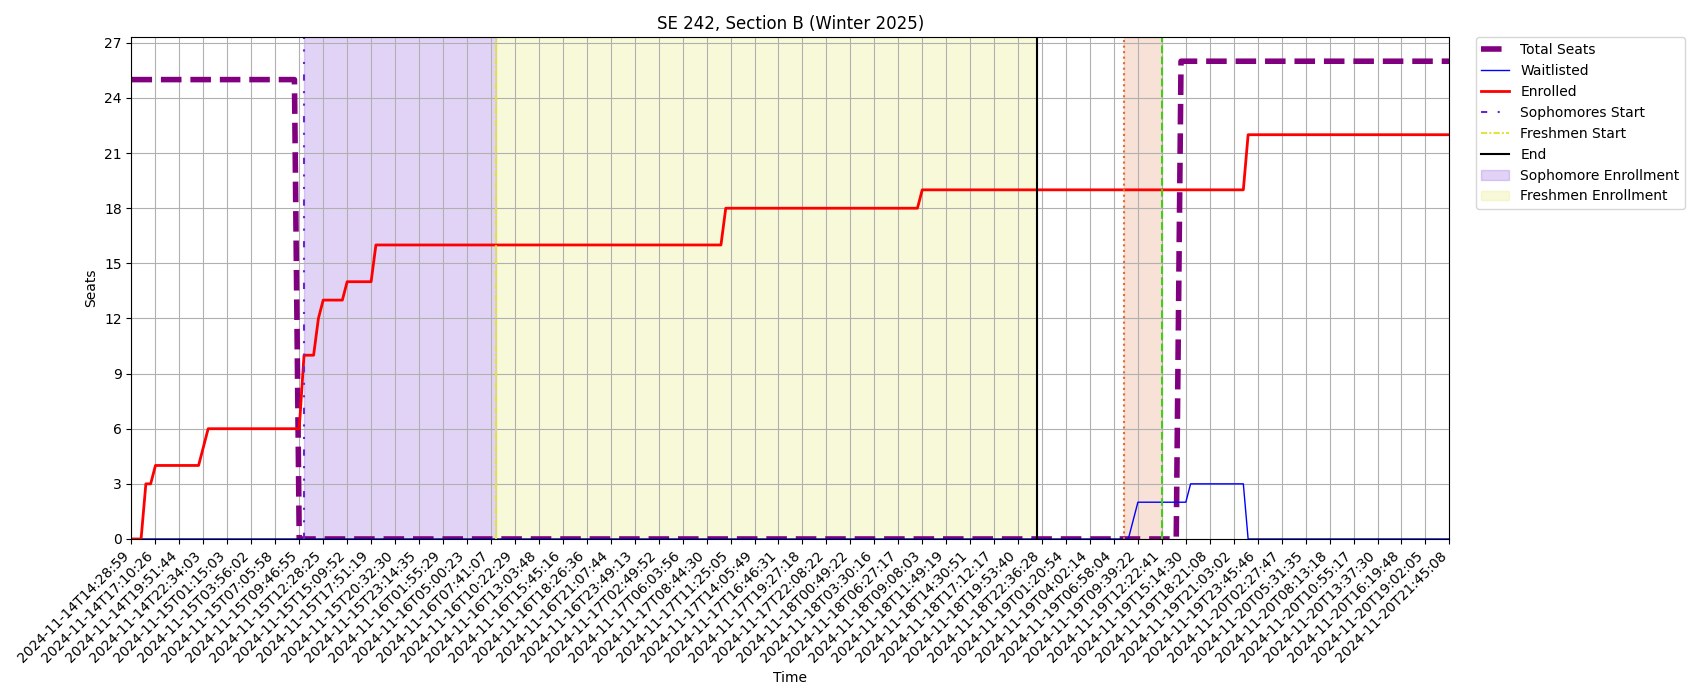 SE 242, Section B (Winter 2025)
27
24
21
18
15
12
9
6
3
0
Seats
Total Seats
Waitlisted
Enrolled
Sophomores Start
Freshmen Start
End
Sophomore Enrollment
Freshmen Enrollment
2024-11-14T14:28:59
2024-11-14T17:10:26
2024-11-14T19:51:44
2024-11-14T22:34:03
2024-11-15T01:15:03
2024-11-15T03:56:02
2024-11-15T07:05:58
2024-11-15T09:46:55
2024-11-15T12:28:25
2024-11-15T15:09:52
2024-11-15T17:51:19
2024-11-15T20:32:30
2024-11-15T23:14:35
2024-11-16T01:55:29
2024-11-16T05:00:23
2024-11-16T07:41:07
2024-11-16T10:22:29
2024-11-16T13:03:48
2024-11-16T15:45:16
2024-11-16T18:26:36
2024-11-16T21:07:44
2024-11-16T23:49:13
2024-11-17T02:49:52
2024-11-17T06:03:56
2024-11-17T08:44:30
2024-11-17T11:25:05
2024-11-17T14:05:49
2024-11-17T16:46:31
2024-11-17T19:27:18
2024-11-17T22:08:22
2024-11-18T00:49:22
2024-11-18T03:30:16
2024-11-18T06:27:17
2024-11-18T09:08:03
2024-11-18T11:49:19
2024-11-18T14:30:51
2024-11-18T17:12:17
2024-11-18T19:53:40
2024-11-18T22:36:28
2024-11-19T01:20:54
2024-11-19T04:02:14
2024-11-19T06:58:04
2024-11-19T09:39:22
2024-11-19T12:22:41
2024-11-19T15:14:30
2024-11-19T18:21:08
2024-11-19T21:03:02
2024-11-19T23:45:46
2024-11-20T02:27:47
2024-11-20T05:31:35
2024-11-20T08:13:18
2024-11-20T10:55:17
2024-11-20T13:37:30
2024-11-20T16:19:48
2024-11-20T19:02:05
2024-11-20T21:45:08
Time